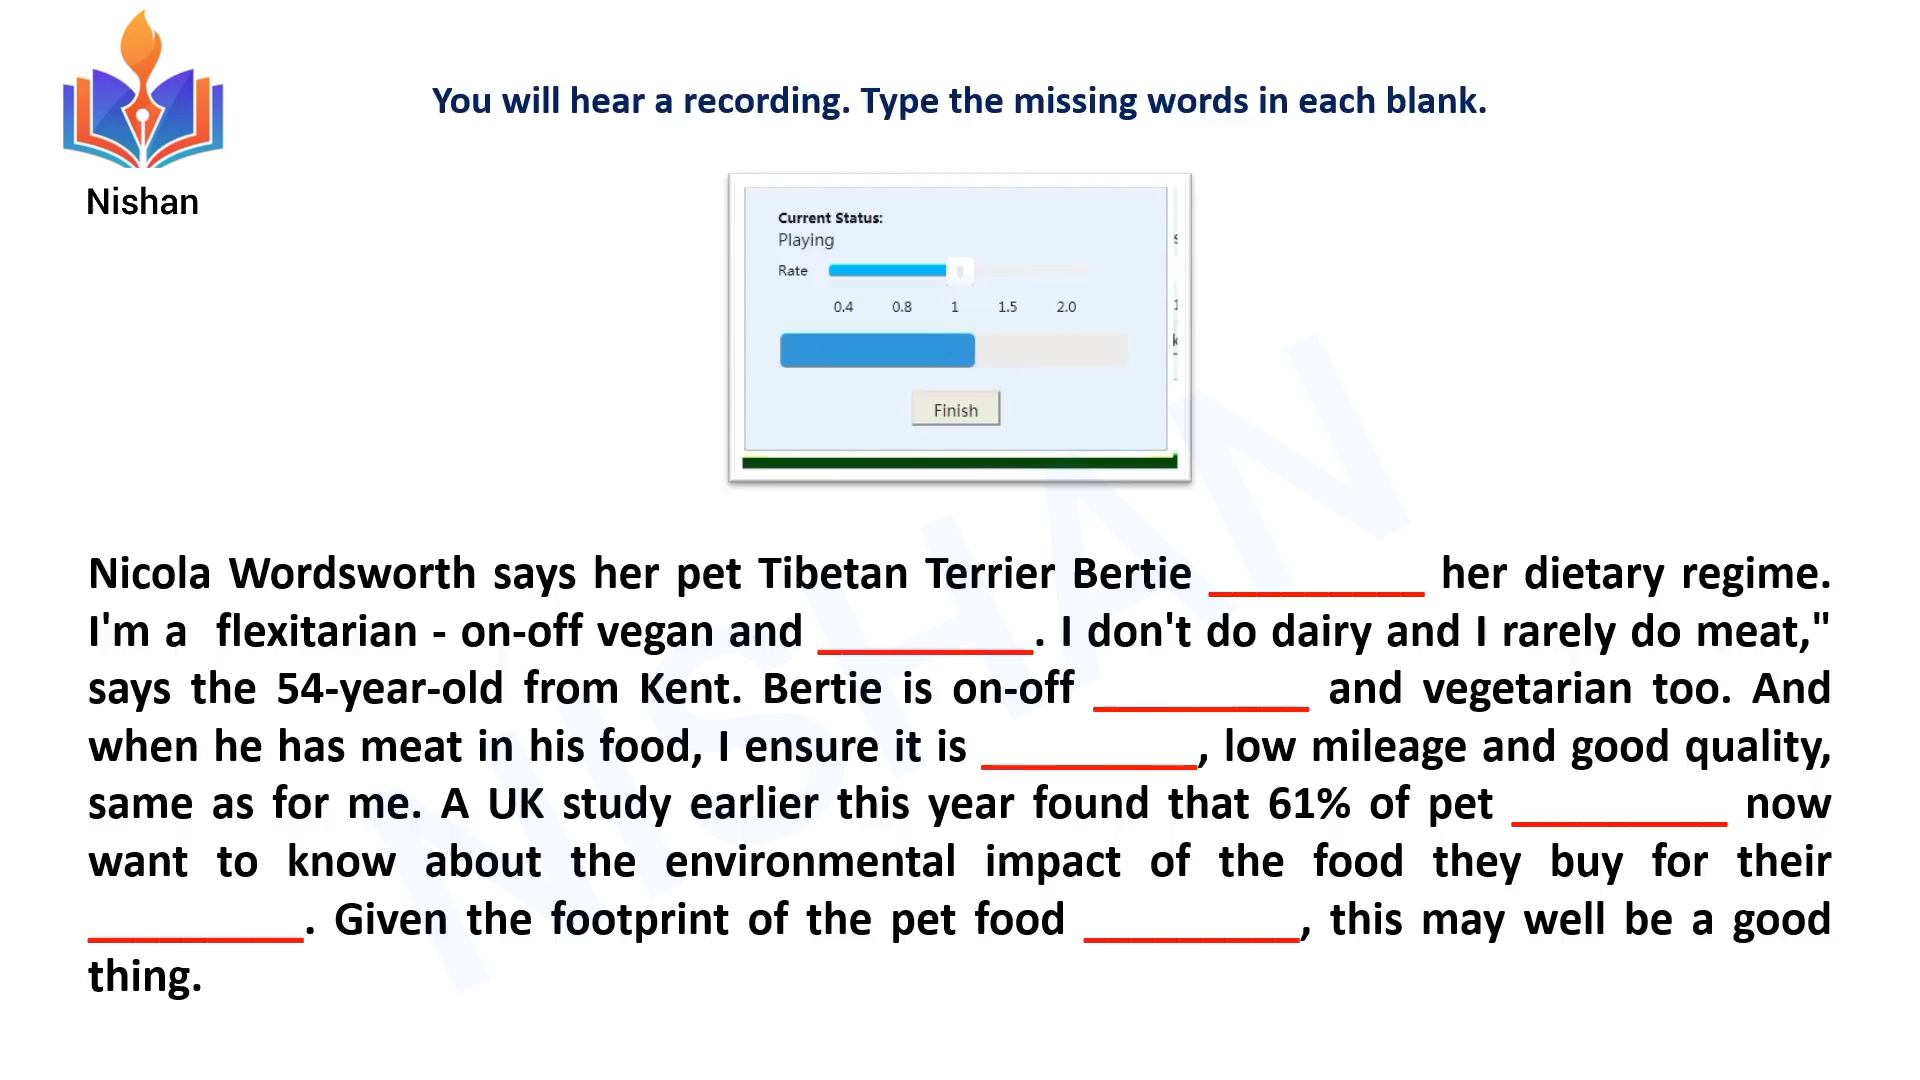 You will hear a recording. Type the missing words in each blank.
Nishan
Current Status:
Playing
Rate
0.4 0.8 1 1.5 2.0
Finish
Nicola Wordsworth says her pet Tibetan Terrier Bertie _________ her dietary regime.
I'm a flexitarian - on-off vegan and _________. I don't do dairy and I rarely do meat,"
says the 54-year-old from Kent. Bertie is on-off _________ and vegetarian too. And
when he has meat in his food, I ensure it is _________, low mileage and good quality,
same as for me. A UK study earlier this year found that 61% of pet _________ now
want to know about the environmental impact of the food they buy for their
_________. Given the footprint of the pet food _________, this may well be a good
thing.
NISHAN